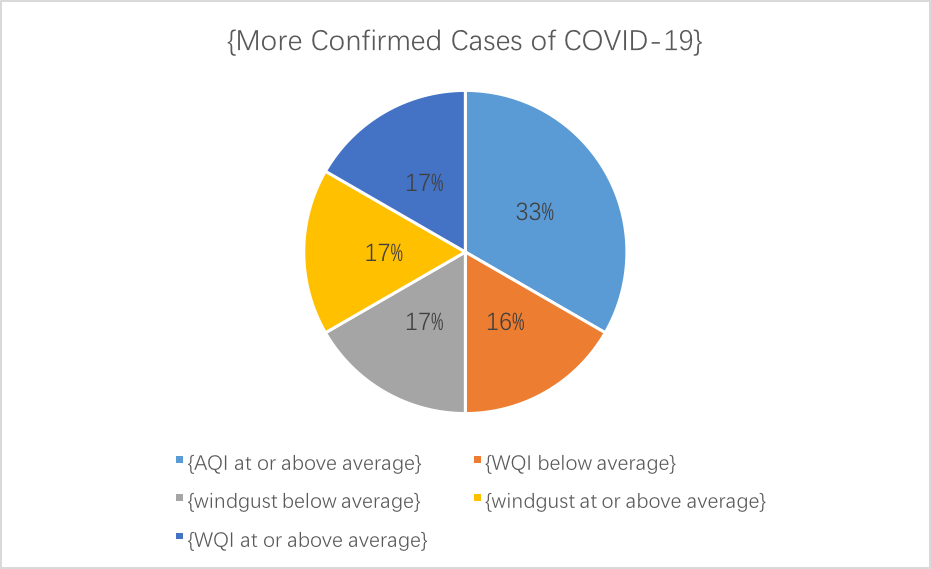 {More Confirmed Cases of COVID-19}
17%
33%
17%
17%
16%
{AQI at or above average}
{WQI below average}
{windgust below average}
{windgust at or above average}
{WQI at or above average}